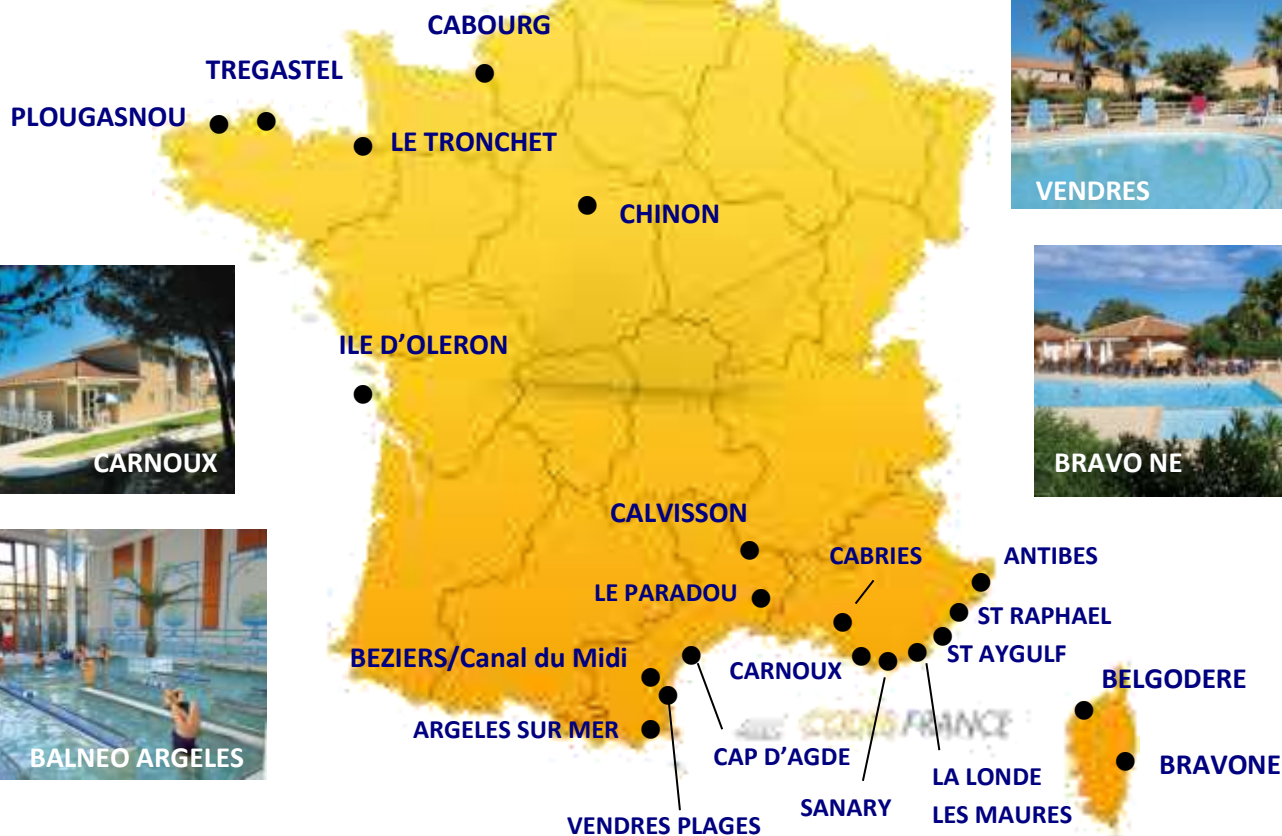 CABOURG
TREGASTEL
PLOUGASNOU
LE TRONCHET
VENDRES
CHINON
ILE D’OLERON
CARNOUX
BRAVO NE
CALVISSON
CABRIES
ANTIBES
LE PARADOU
ST RAPHAEL
BEZIERS/Canal du Midi
CARNOUX
ST AYGULF
BELGODERE
ARGELES SUR MER
FRANCE
CAP D’AGDE
BALNEO ARGELES
BRAVONE
LA LONDE
LES MAURES
SANARY
VENDRES PLAGES